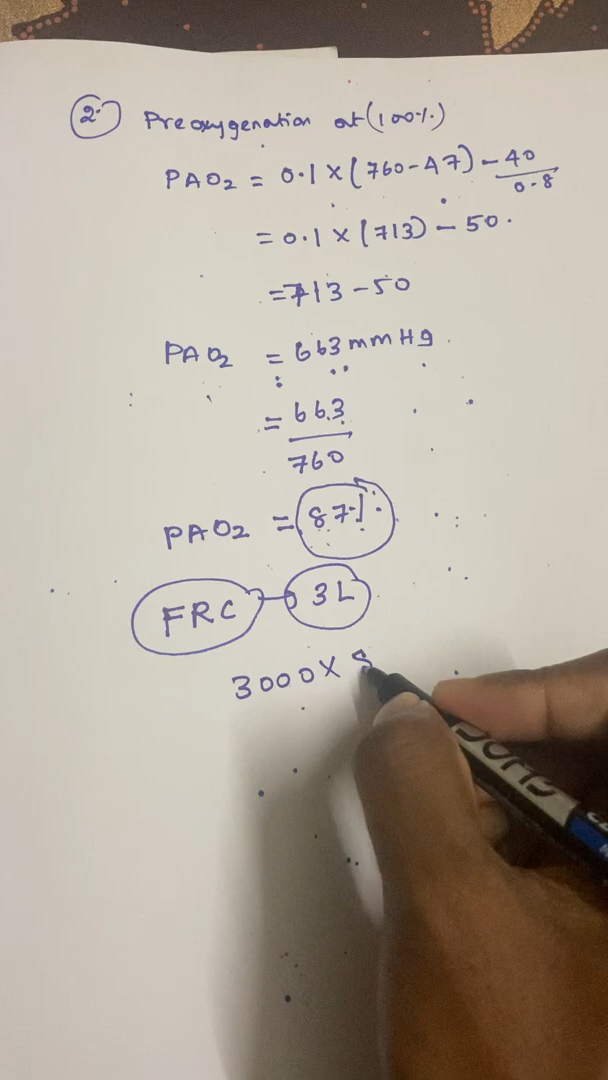 2. Preoxygenation at (100%)
PAO2 = 0.1 × (760-47) - 40/0.8
= 0.1 × (713) - 50.
= 713 - 50
PAO2 = 663 mmHg
= 663/760
PAO2 = 87%
FRC 3L
3000 ×